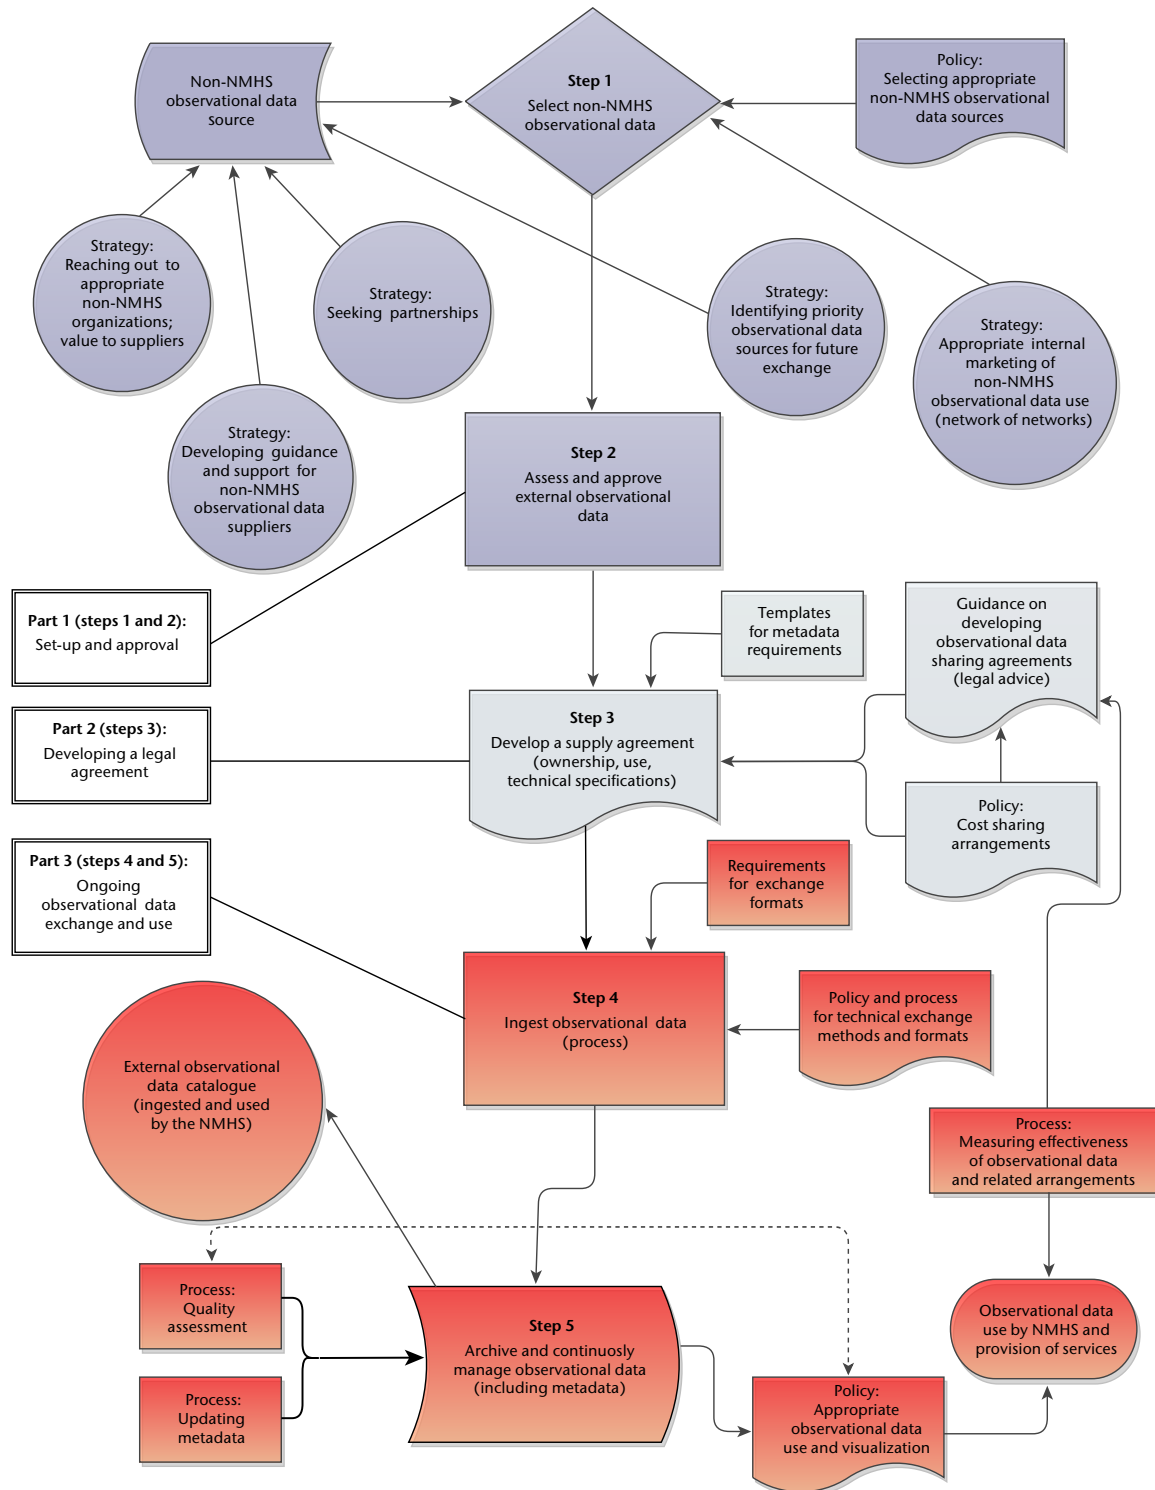 Non-NMHS
observational data
source
Step 1
Select non-NMHS
observational data
Policy:
Selecting appropriate
non-NMHS observational
data sources
Strategy:
Reaching out to
appropriate
non-NMHS
organizations;
value to suppliers
Strategy:
Seeking partnerships
Strategy:
Identifying priority
observational data
sources for future
exchange
Strategy:
Appropriate internal
marketing of
non-NMHS
observational data use
(network of networks)
Strategy:
Developing guidance
and support for
non-NMHS
observational data
suppliers
Step 2
Assess and approve
external observational
data
Part 1 (steps 1 and 2):
Set-up and approval
Templates
for metadata
requirements
Guidance on
developing
observational data
sharing agreements
(legal advice)
Part 2 (steps 3):
Developing a legal
agreement
Step 3
Develop a supply agreement
(ownership, use,
technical specifications)
Policy:
Cost sharing
arrangements
Part 3 (steps 4 and 5):
Ongoing
observational data
exchange and use
Requirements
for exchange
formats
Step 4
Ingest observational data
(process)
Policy and process
for technical exchange
methods and formats
External observational
data catalogue
(ingested and used
by the NMHS)
Process:
Measuring effectiveness
of observational data
and related arrangements
Process:
Quality
assessment
Process:
Updating
metadata
Step 5
Archive and continuosly
manage observational data
(including metadata)
Policy:
Appropriate
observational data
use and visualization
Observational data
use by NMHS and
provision of services